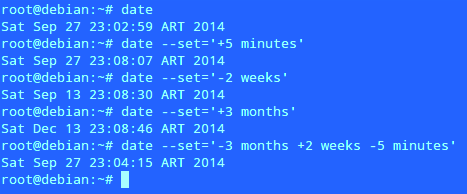 root@debian:~# date
Sat Sep 27 23:02:59 ART 2014
root@debian:~# date --set='+5 minutes'
Sat Sep 27 23:08:07 ART 2014
root@debian:~# date --set='-2 weeks'
Sat Sep 13 23:08:30 ART 2014
root@debian:~# date --set='+3 months'
Sat Dec 13 23:08:46 ART 2014
root@debian:~# date --set='-3 months +2 weeks -5 minutes'
Sat Sep 27 23:04:15 ART 2014
root@debian:~#